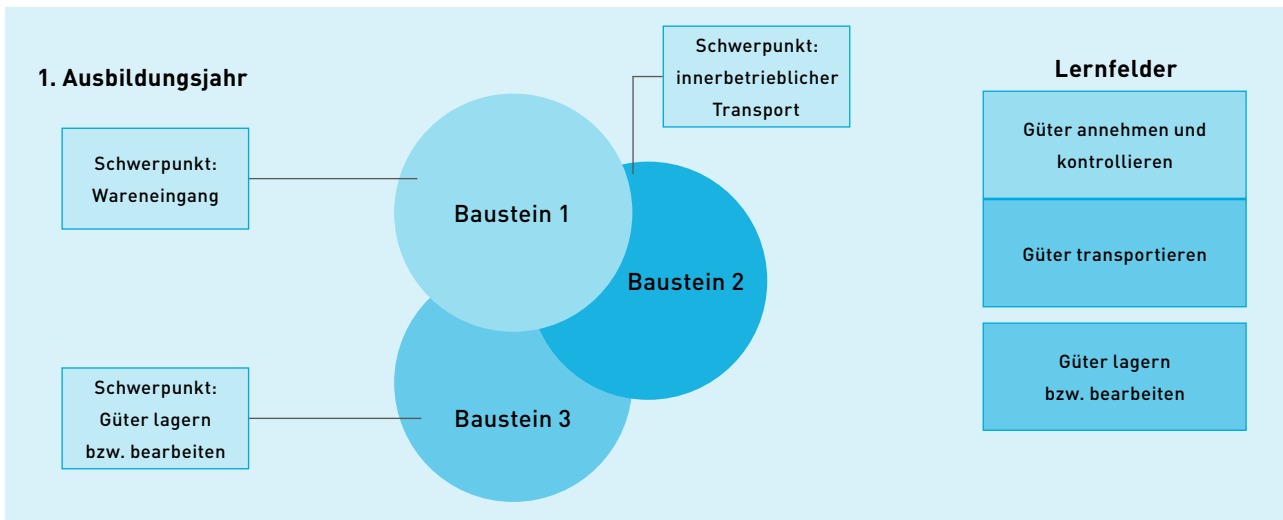 1. Ausbildungsjahr
Schwerpunkt:
Wareneingang
Schwerpunkt:
innerbetrieblicher
Transport
Baustein 1
Baustein 2
Baustein 3
Schwerpunkt:
Güter lagern
bzw. bearbeiten
Lernfelder
Güter annehmen und
kontrollieren
Güter transportieren
Güter lagern
bzw. bearbeiten